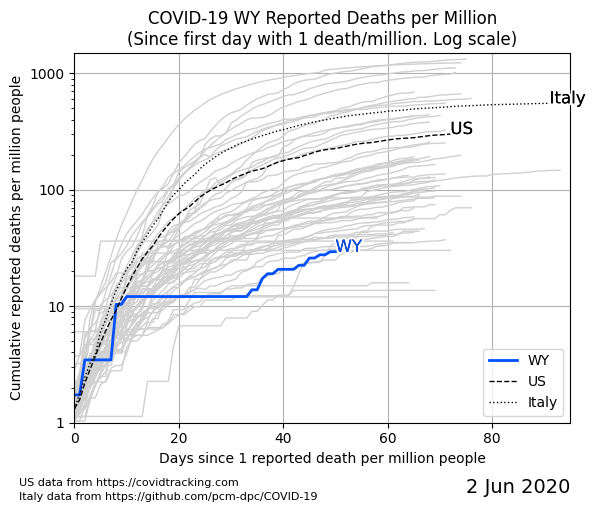 COVID-19 WY Reported Deaths per Million
(Since first day with 1 death/million. Log scale)
Cumulative reported deaths per million people
1000
100
10
1
Italy
US
WY
WY
US
Italy
0
20
40
60
80
Days since 1 reported death per million people
US data from https://covidtracking.com
Italy data from https://github.com/pcm-dpc/COVID-19
2 Jun 2020